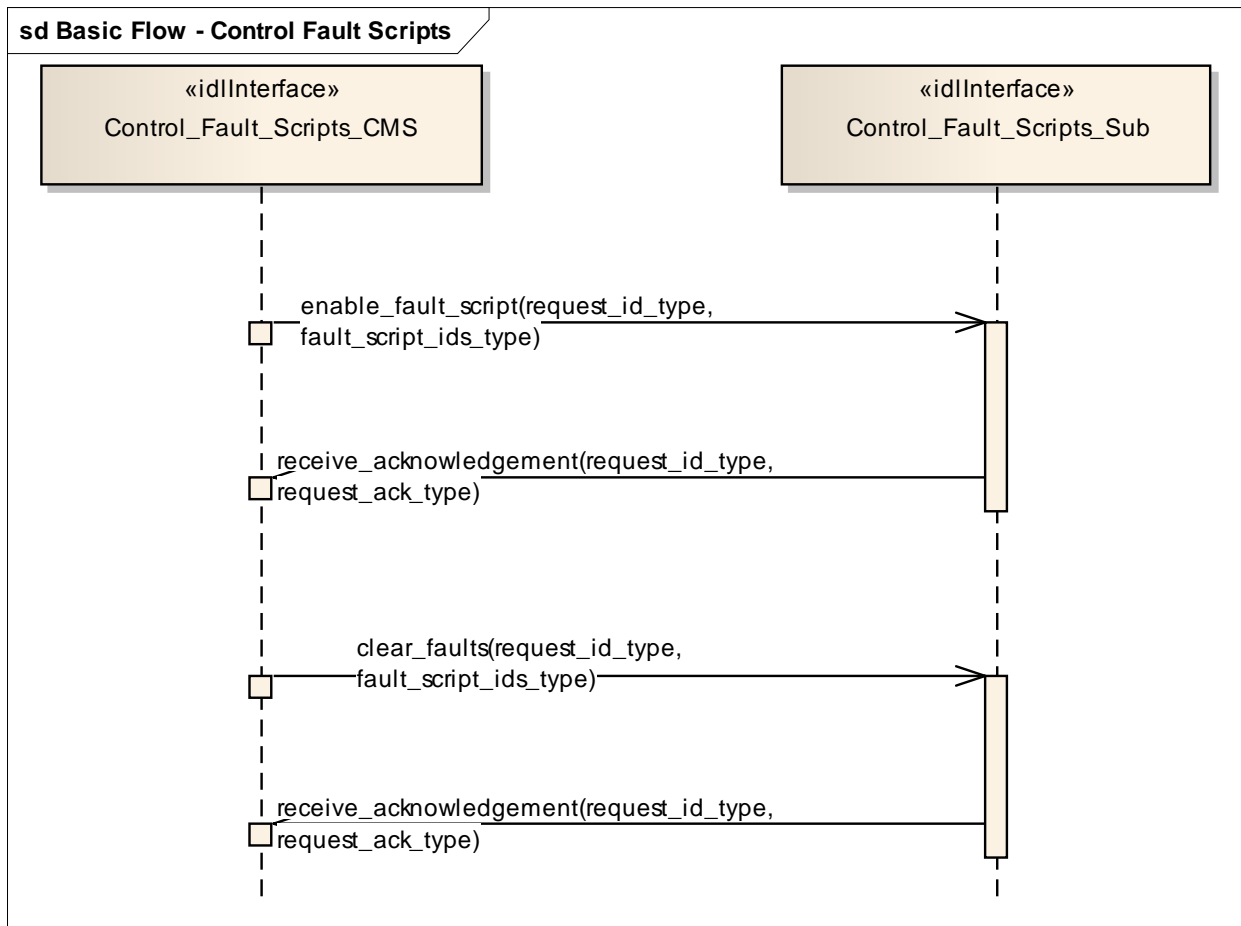 sd Basic Flow - Control Fault Scripts
«idlInterface»
Control_Fault_Scripts_CMS
«idlInterface»
Control_Fault_Scripts_Sub
enable_fault_script(request_id_type,
fault_script_ids_type)
receive_acknowledgement(request_id_type,
request_ack_type)
clear_faults(request_id_type,
fault_script_ids_type)
receive_acknowledgement(request_id_type,
request_ack_type)